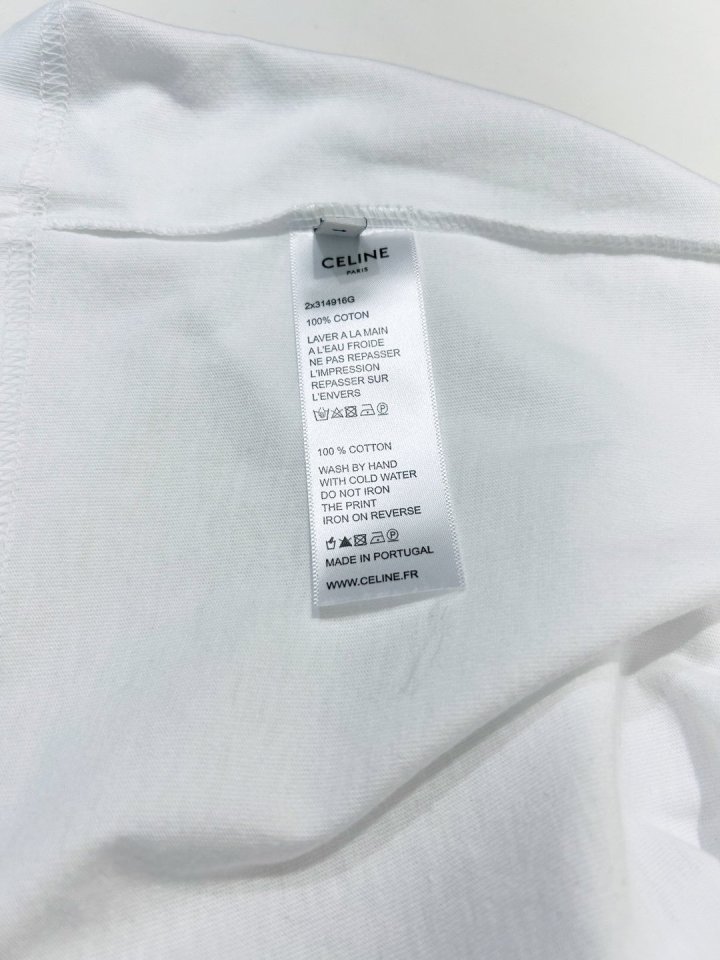 CELINE
PARIS
2x314916G
100% COTON
LAVER A LA MAIN
A L'EAU FROIDE
NE PAS REPASSER
L'IMPRESSION
REPASSER SUR
L'ENVERS
100 % COTTON
WASH BY HAND
WITH COLD WATER
DO NOT IRON
THE PRINT
IRON ON REVERSE
MADE IN PORTUGAL
WWW.CELINE.FR